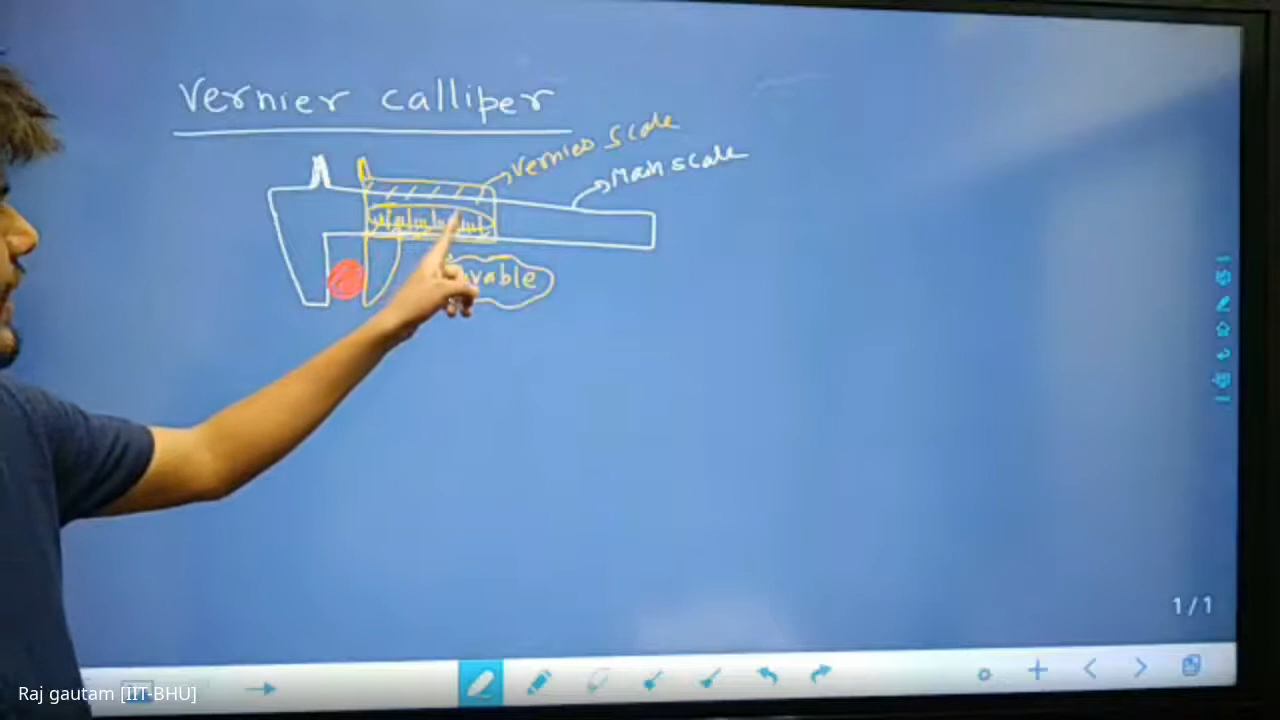 Vernier calliper
Vernier Scale
Main scale
1/1
Raj gautam [IIT-BHU]